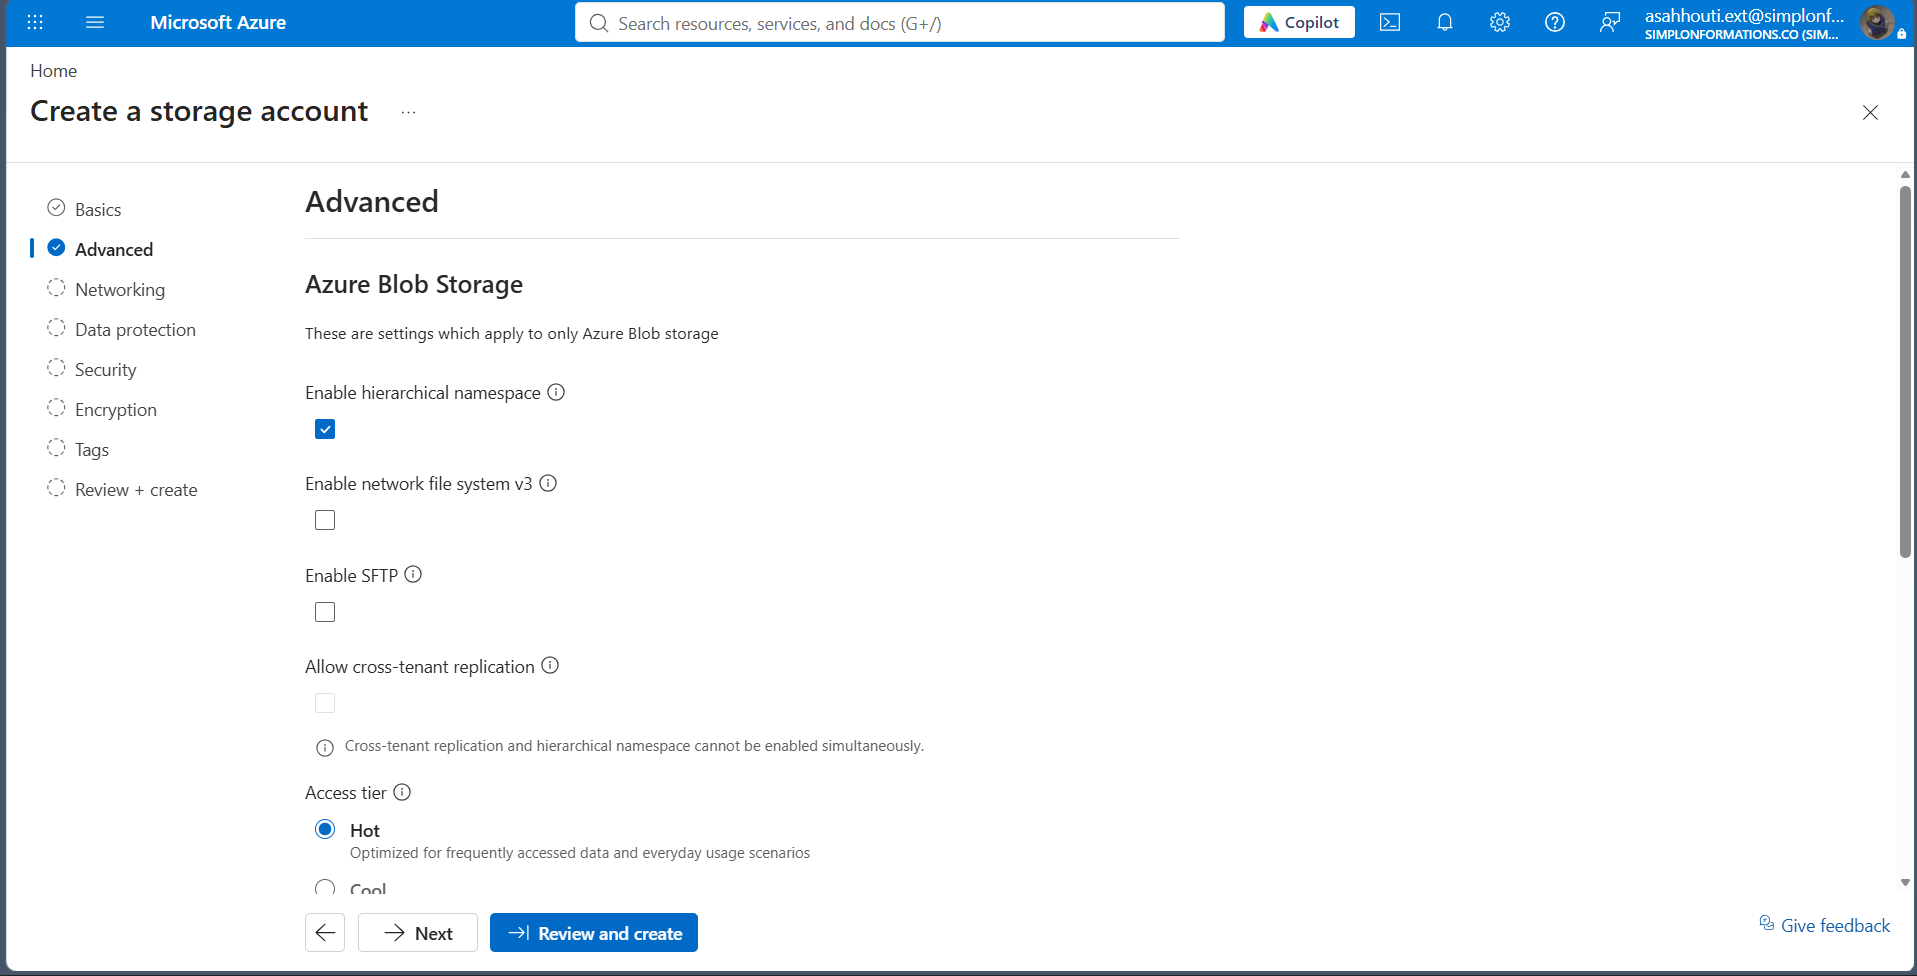 Microsoft Azure
Search resources, services, and docs (G+/)
Copilot
asahhouti.ext@simplonf...
SIMPLONFORMATIONS.CO (SIM...
Home
Create a storage account
...
Basics
Advanced
Networking
Data protection
Security
Encryption
Tags
Review + create
Advanced
Azure Blob Storage
These are settings which apply to only Azure Blob storage
Enable hierarchical namespace
Enable network file system v3
Enable SFTP
Allow cross-tenant replication
Cross-tenant replication and hierarchical namespace cannot be enabled simultaneously.
Access tier
Hot
Optimized for frequently accessed data and everyday usage scenarios
Cool
Next
Review and create
Give feedback